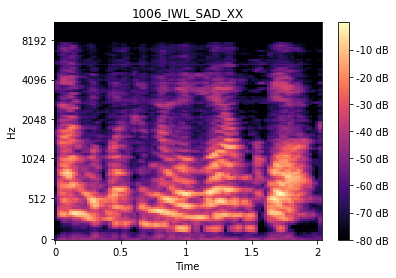 1006_IWL_SAD_XX
8192
4096
2048
1024
512
0
Hz
0
0.5
1
1.5
2
Time
-10 dB
-20 dB
-30 dB
-40 dB
-50 dB
-60 dB
-70 dB
-80 dB